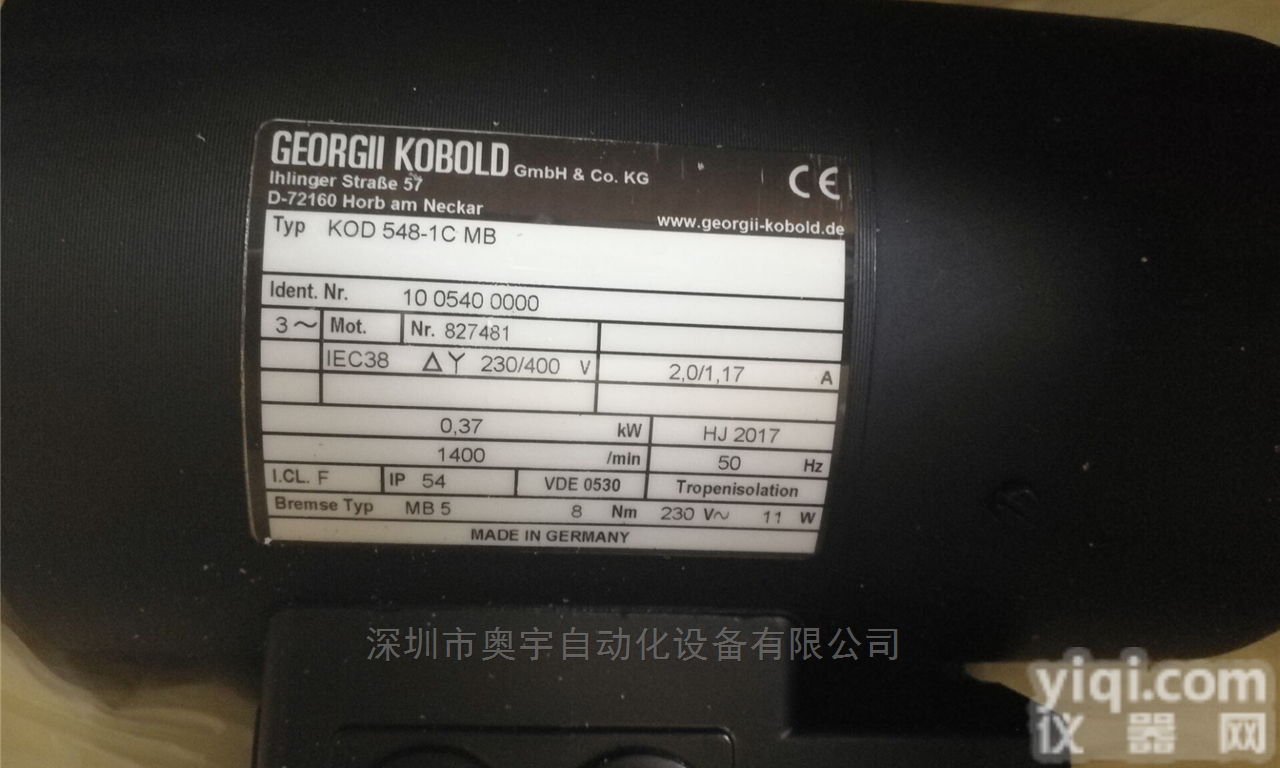 GEORGII KOBOLD GmbH & Co. KG
Ihlinger Straße 57
D-72160 Horb am Neckar
www.georgii-kobold.de
CE
Typ KOD 548-1C MB
Ident. Nr. 10 0540 0000
3~ Mot. Nr. 827481
IEC38 △Y 230/400 V 2,0/1,17 A
0,37 kW HJ 2017
1400 /min 50 Hz
I.CL. F IP 54 VDE 0530 Tropenisolation
Bremse Typ MB 5 8 Nm 230 V~ 11 W
MADE IN GERMANY
深圳市奥宇自动化设备有限公司
yiqi.com
仪器网